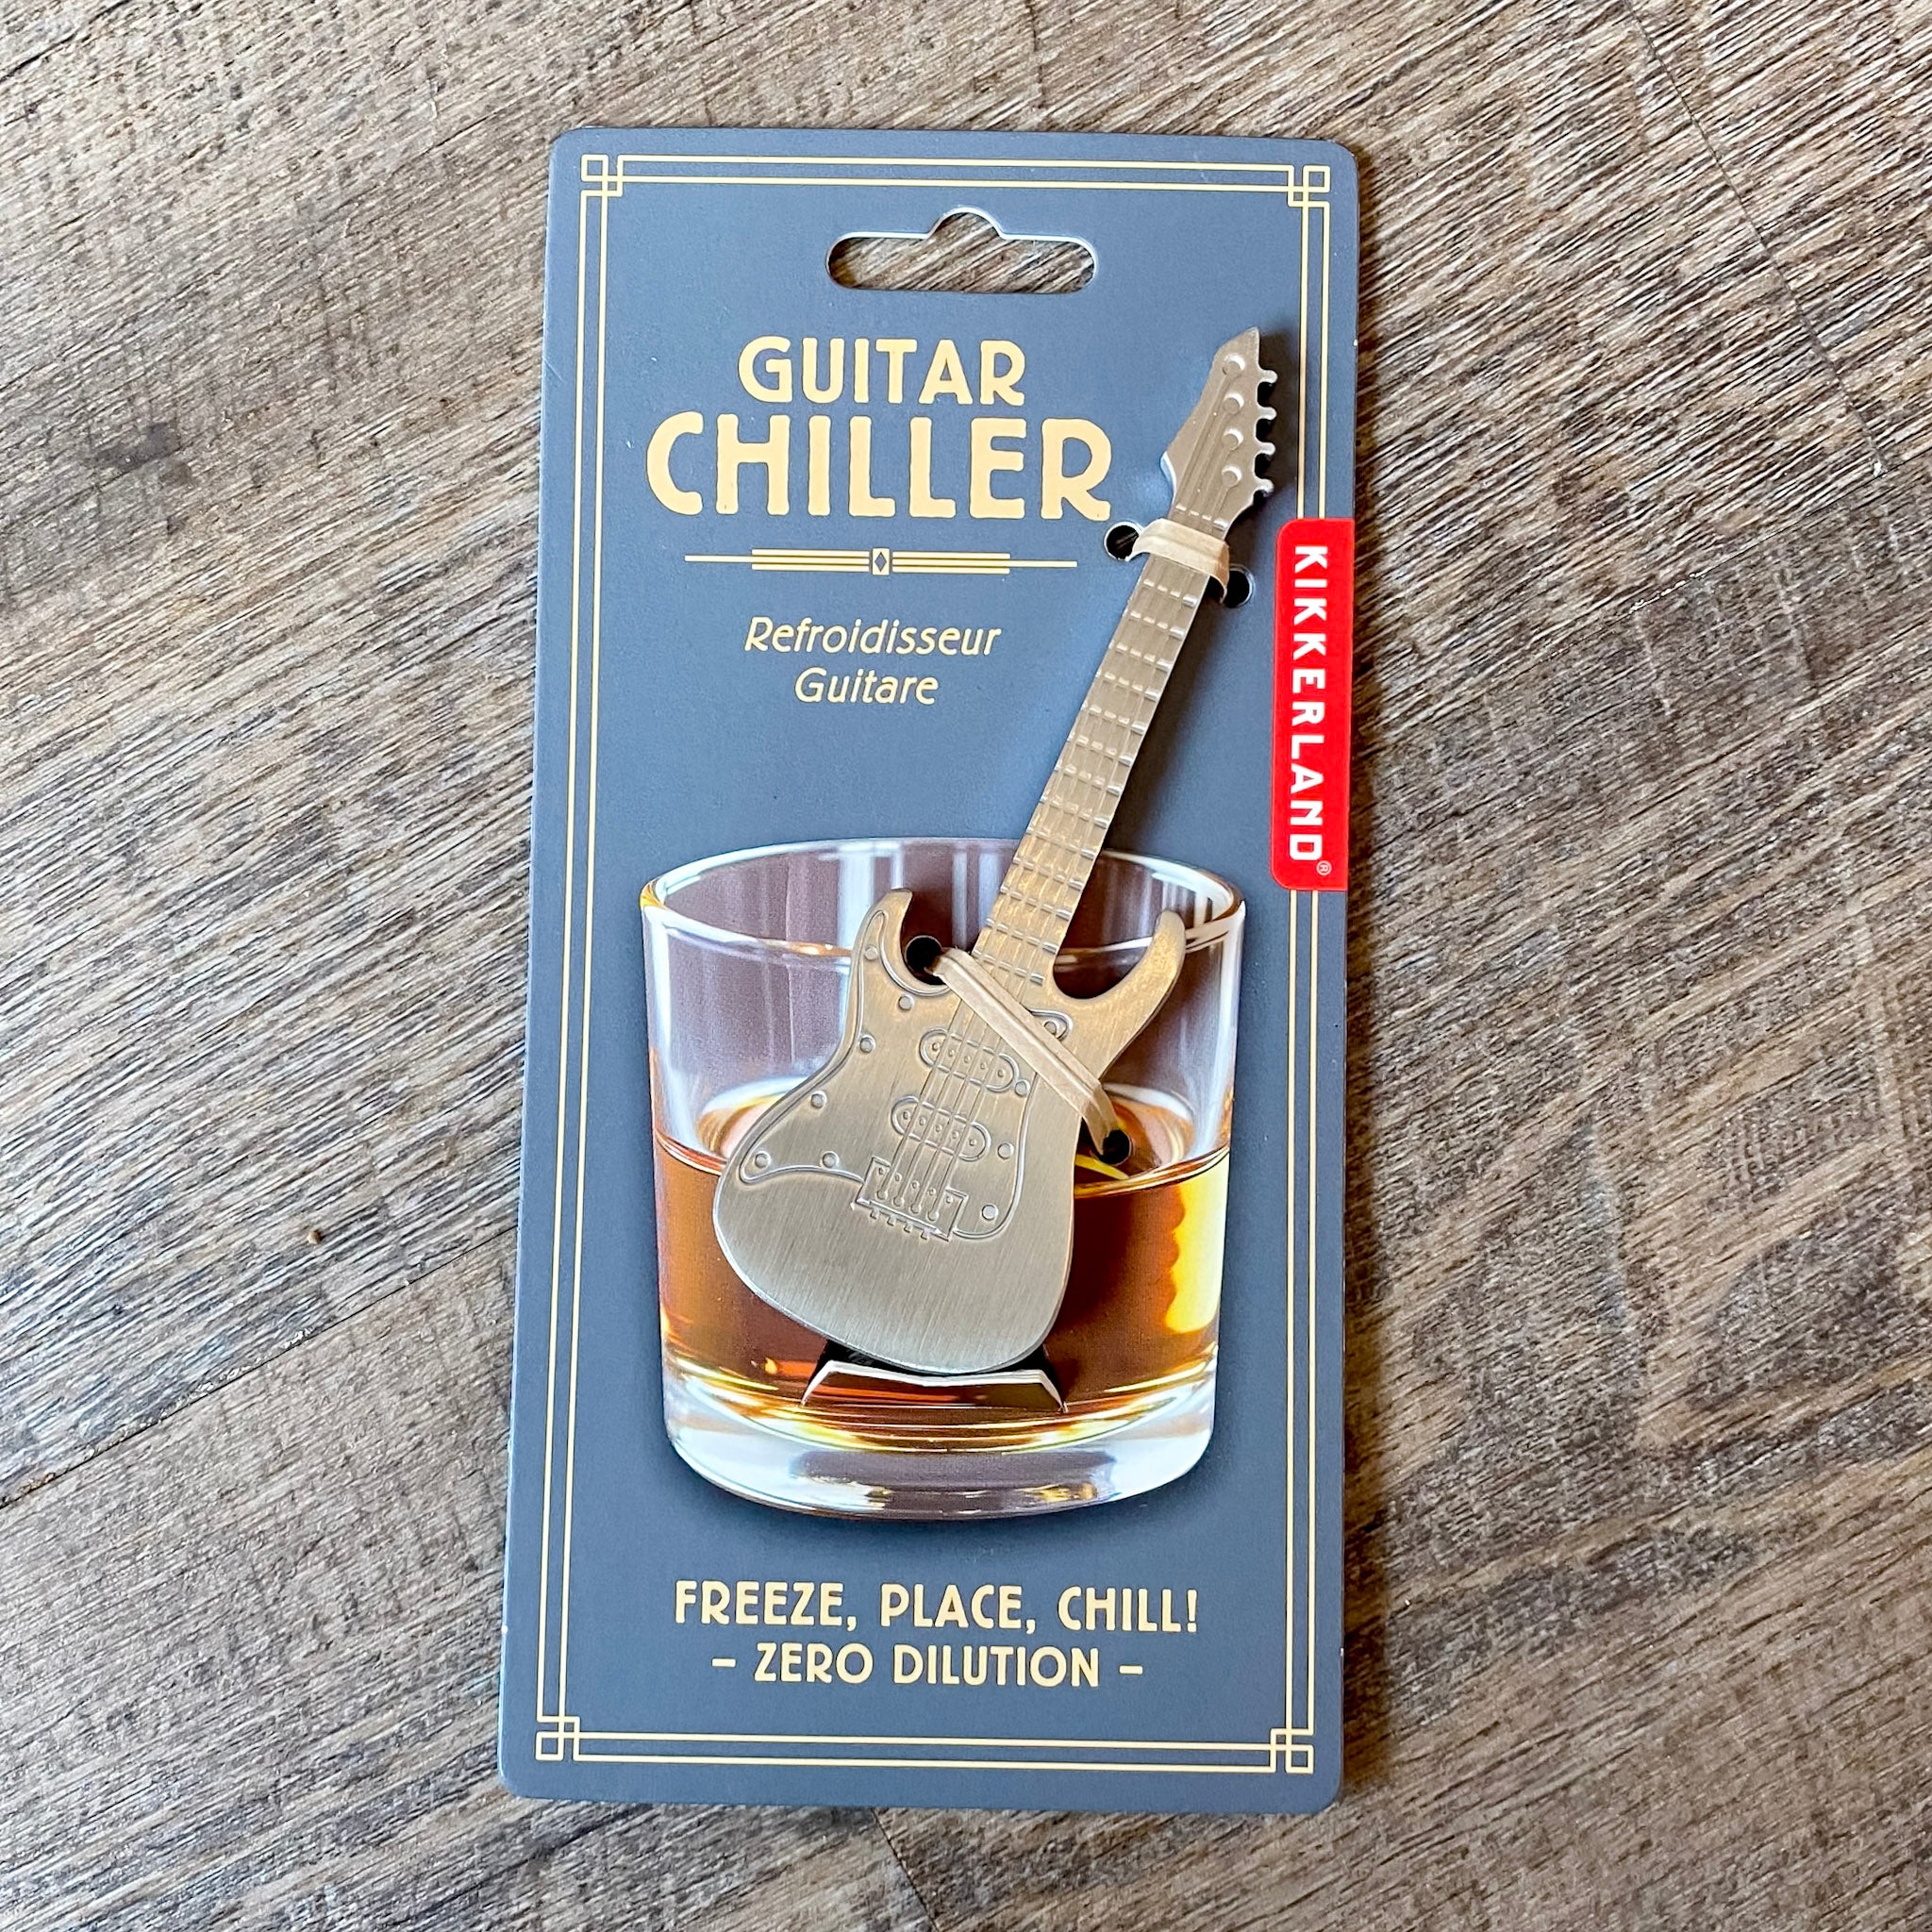 GUITAR
CHILLER
Refroidisseur
Guitare
KIKKERLAND®
FREEZE, PLACE, CHILL!
– ZERO DILUTION –